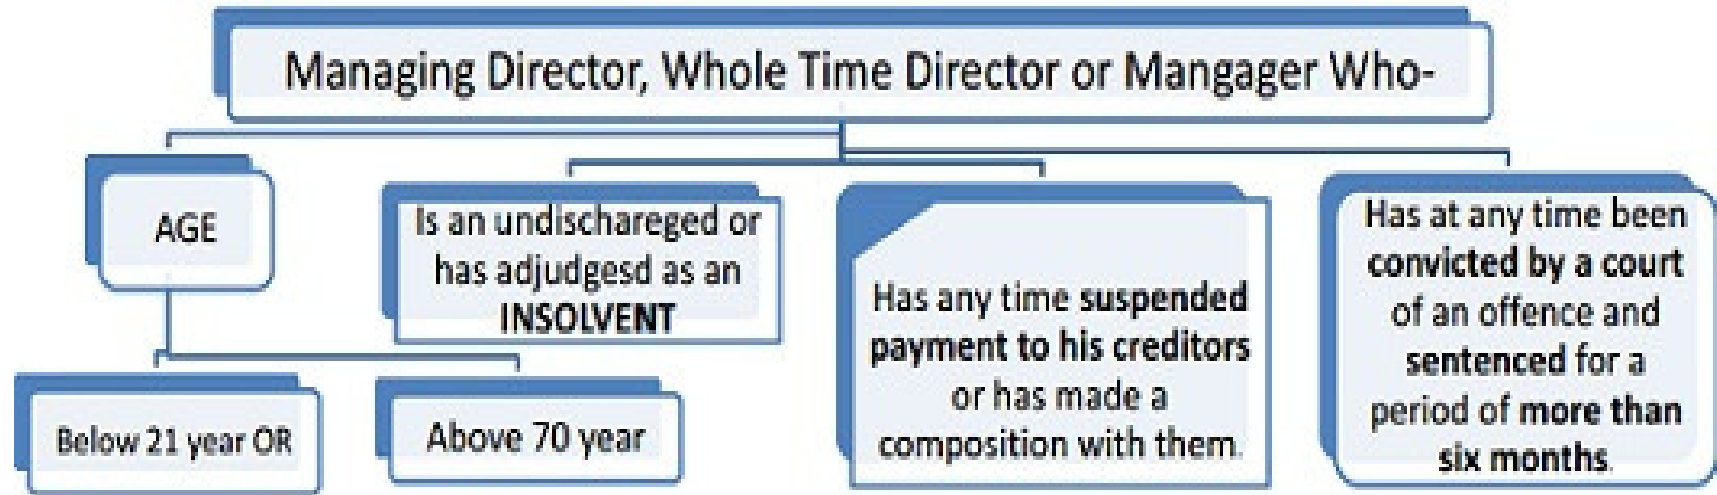 Managing Director, Whole Time Director or Mangager Who-
AGE
Below 21 year OR
Above 70 year
Is an undischareged or
has adjudgesd as an
INSOLVENT
Has any time suspended
payment to his creditors
or has made a
composition with them.
Has at any time been
convicted by a court
of an offence and
sentenced for a
period of more than
six months.